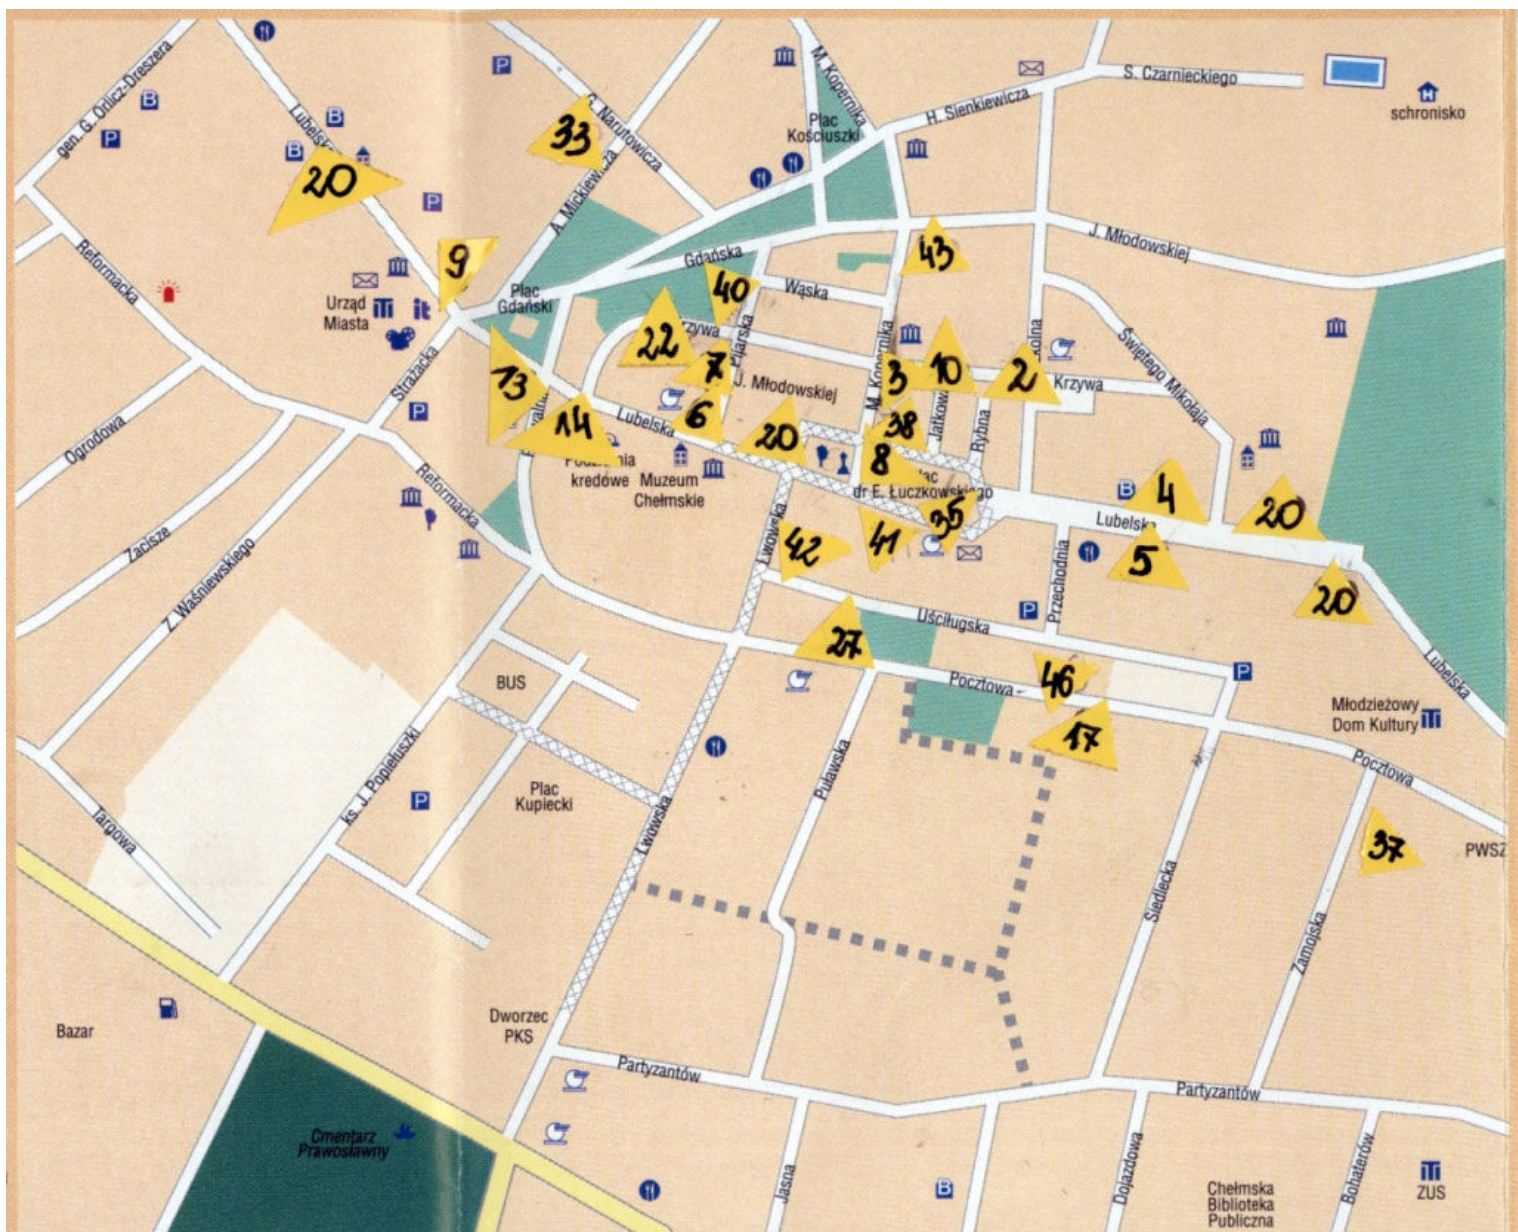 gen. G. Orlicz-Dreszera
B
P
Lubelska
B
B
20
P
P
33
G. Narutowicza
A. Mickiewicza
M. Kopernika
Plac
Kościuszki
H. Sienkiewicza
S. Czarnieckiego
H
schronisko
Reformacka
9
Urząd
Miasta
it
Plac
Gdański
Gdańska
40
Wąska
43
J. Młodowskiej
22
7
Pijarska
J. Młodowskiej
M. Kopernika
3
10
2
Krzywa
Świętego Mikołaja
Strażacka
P
13
14
Lubelska
6
20
38
Jatkowa
Rybna
8
dr E. Łuczkowskiego
35
41
42
Lwowska
kredowe
Muzeum
Chełmskie
Ogrodowa
Zacisze
Z. Waśniewskiego
Reformacka
B
4
Lubelska
5
20
20
Przechodnia
P
Uściługska
27
46
Pocztowa
17
P
Lubelska
Młodzieżowy
Dom Kultury
Pocztowa
37
PWSZ
BUS
Plac
Kupiecki
ks. J. Popiełuszki
P
Targowa
Lwowska
Puławska
Siedlecka
Zamojska
Bazar
Dworzec
PKS
Partyzantów
Partyzantów
Cmentarz
Prawosławny
Jasna
B
Dojazdowa
Chełmska
Biblioteka
Publiczna
Bohaterów
ZUS